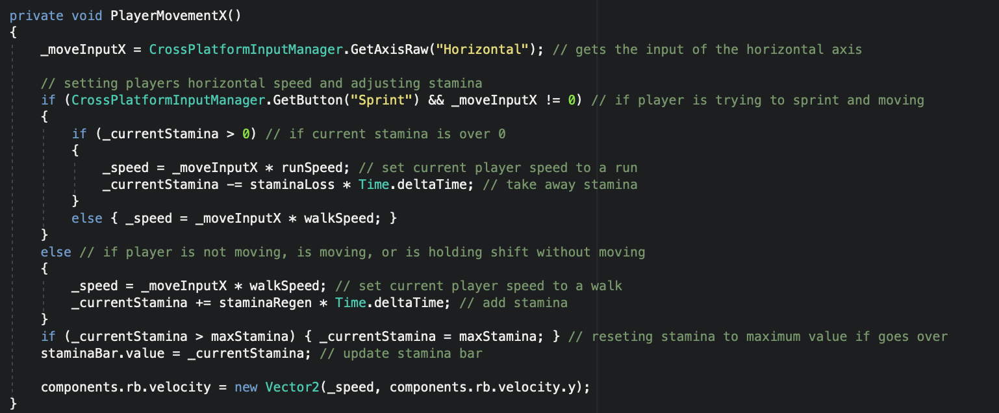 private void PlayerMovementX()
{
    _moveInputX = CrossPlatformInputManager.GetAxisRaw("Horizontal"); // gets the input of the horizontal axis

    // setting players horizontal speed and adjusting stamina
    if (CrossPlatformInputManager.GetButton("Sprint") && _moveInputX != 0) // if player is trying to sprint and moving
    {
        if (_currentStamina > 0) // if current stamina is over 0
        {
            _speed = _moveInputX * runSpeed; // set current player speed to a run
            _currentStamina -= staminaLoss * Time.deltaTime; // take away stamina
        }
        else { _speed = _moveInputX * walkSpeed; }
    }
    else // if player is not moving, is moving, or is holding shift without moving
    {
        _speed = _moveInputX * walkSpeed; // set current player speed to a walk
        _currentStamina += staminaRegen * Time.deltaTime; // add stamina
    }
    if (_currentStamina > maxStamina) { _currentStamina = maxStamina; } // reseting stamina to maximum value if goes over
    staminaBar.value = _currentStamina; // update stamina bar

    components.rb.velocity = new Vector2(_speed, components.rb.velocity.y);
}